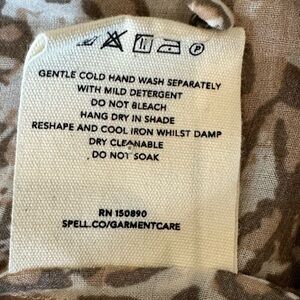 GENTLE COLD HAND WASH SEPARATELY
WITH MILD DETERGENT
DO NOT BLEACH
HANG DRY IN SHADE
RESHAPE AND COOL IRON WHILST DAMP
DRY CLEANABLE
DO NOT SOAK
RN 150890
SPELL.CO/GARMENTCARE